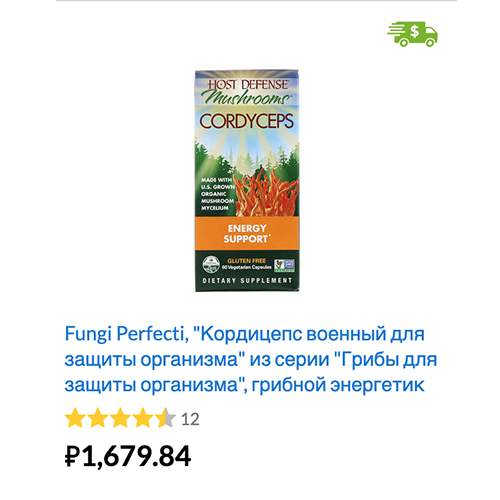 $
HOST DEFENSE
Mushrooms®
CORDYCEPS
MADE WITH
U.S. GROWN
ORGANIC
MUSHROOM
MYCELIUM
ENERGY
SUPPORT*
GLUTEN FREE
60 Vegetarian Capsules
DIETARY SUPPLEMENT
Fungi Perfecti, "Кордицепс военный для
защиты организма" из серии "Грибы для
защиты организма", грибной энергетик
12
₽1,679.84